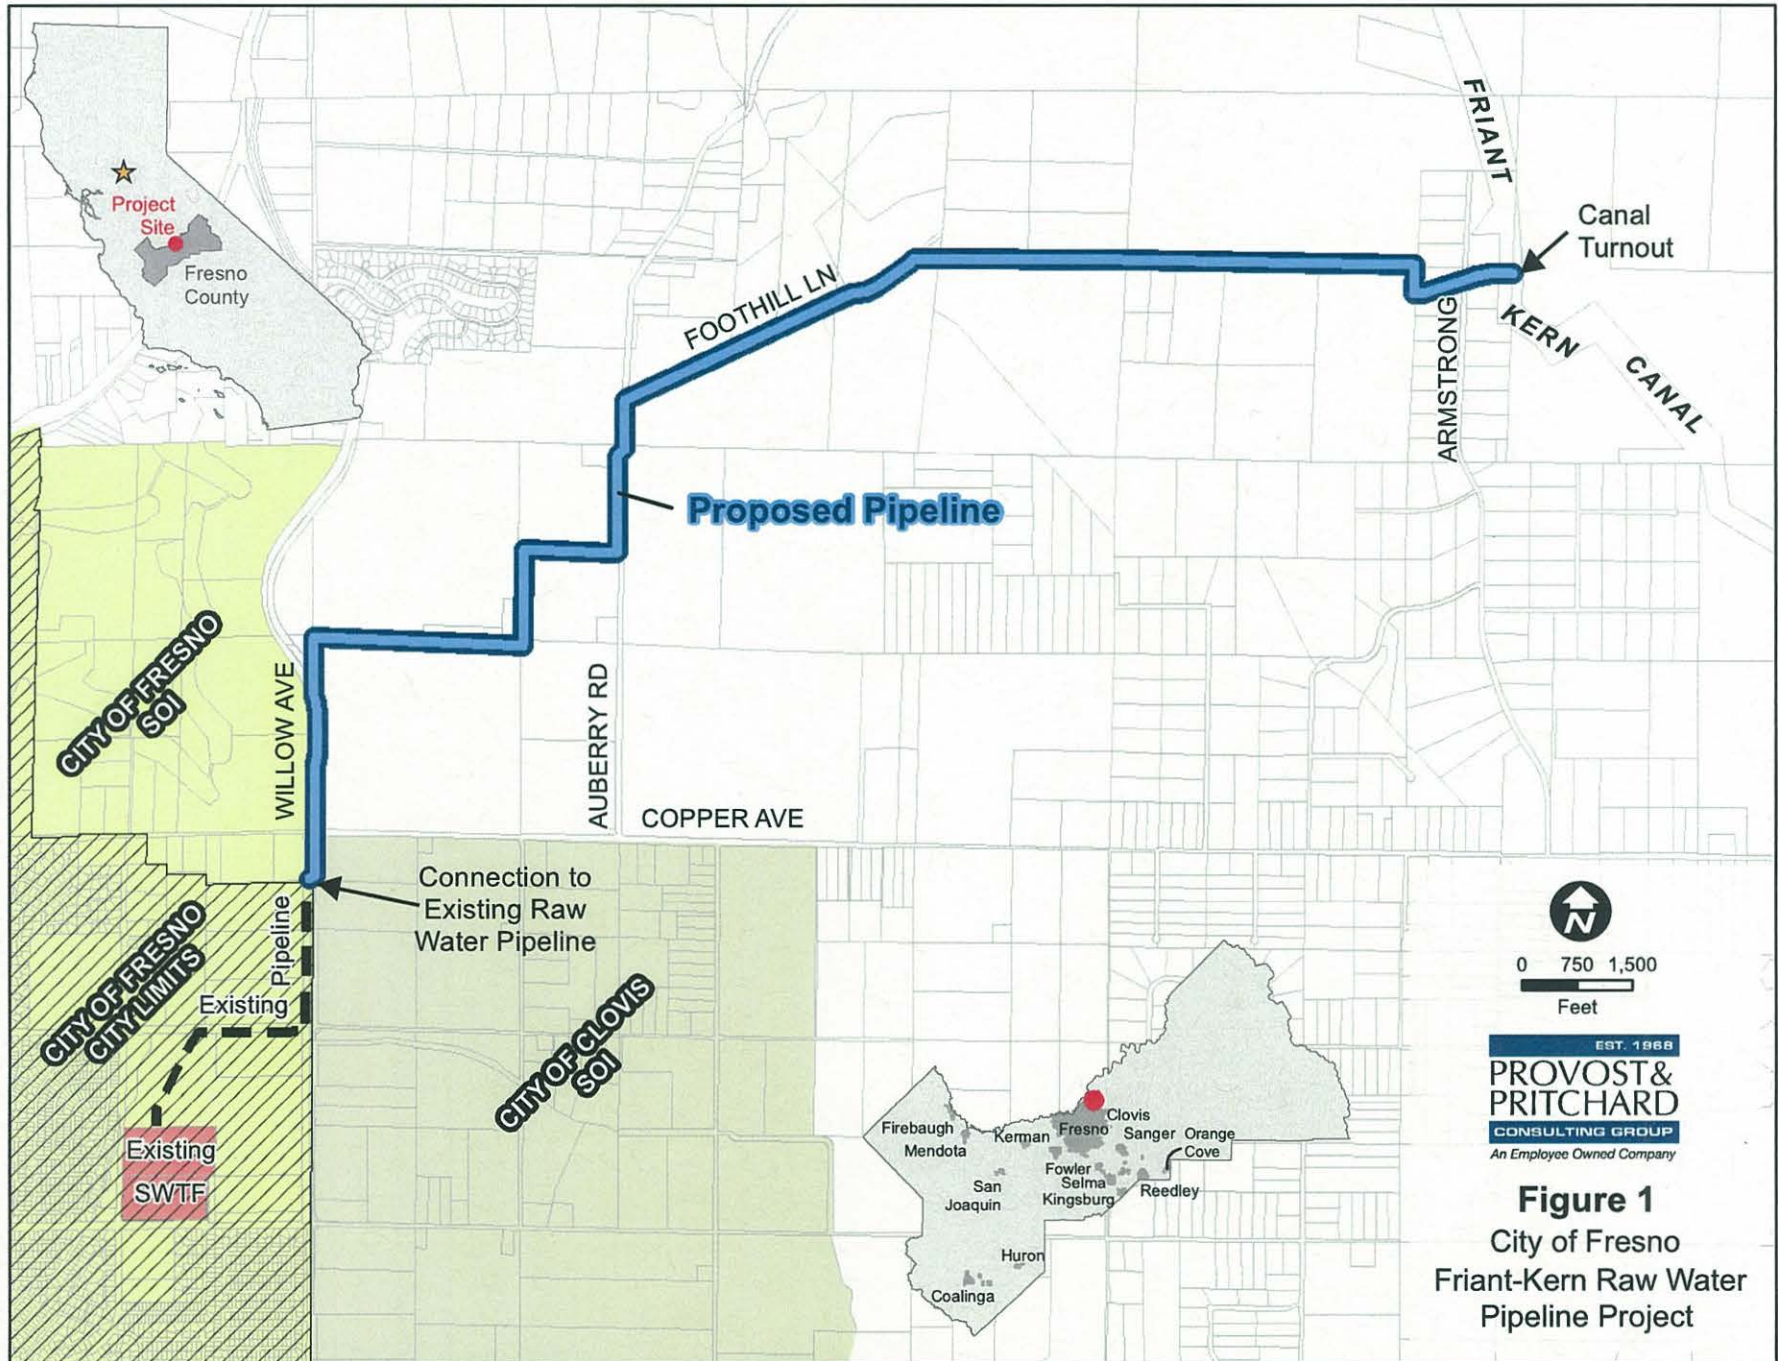 Project
Site
Fresno
County
FRIANT
KERN
CANAL
Canal
Turnout
FOOTHILL LN
ARMSTRONG
Proposed Pipeline
CITY OF FRESNO
SOI
WILLOW AVE
AUBERRY RD
COPPER AVE
Connection to
Existing Raw
Water Pipeline
Pipeline
Existing
CITY OF FRESNO
CITY LIMITS
CITY OF CLOVIS
SOI
Existing
SWTF
Firebaugh
Mendota
Kerman
Fresno
Clovis
Sanger
Orange
Cove
Fowler
Selma
Kingsburg
Reedley
San
Joaquin
Huron
Coalinga
N
0 750 1,500
Feet
EST. 1968
PROVOST&
PRITCHARD
CONSULTING GROUP
An Employee Owned Company
Figure 1
City of Fresno
Friant-Kern Raw Water
Pipeline Project